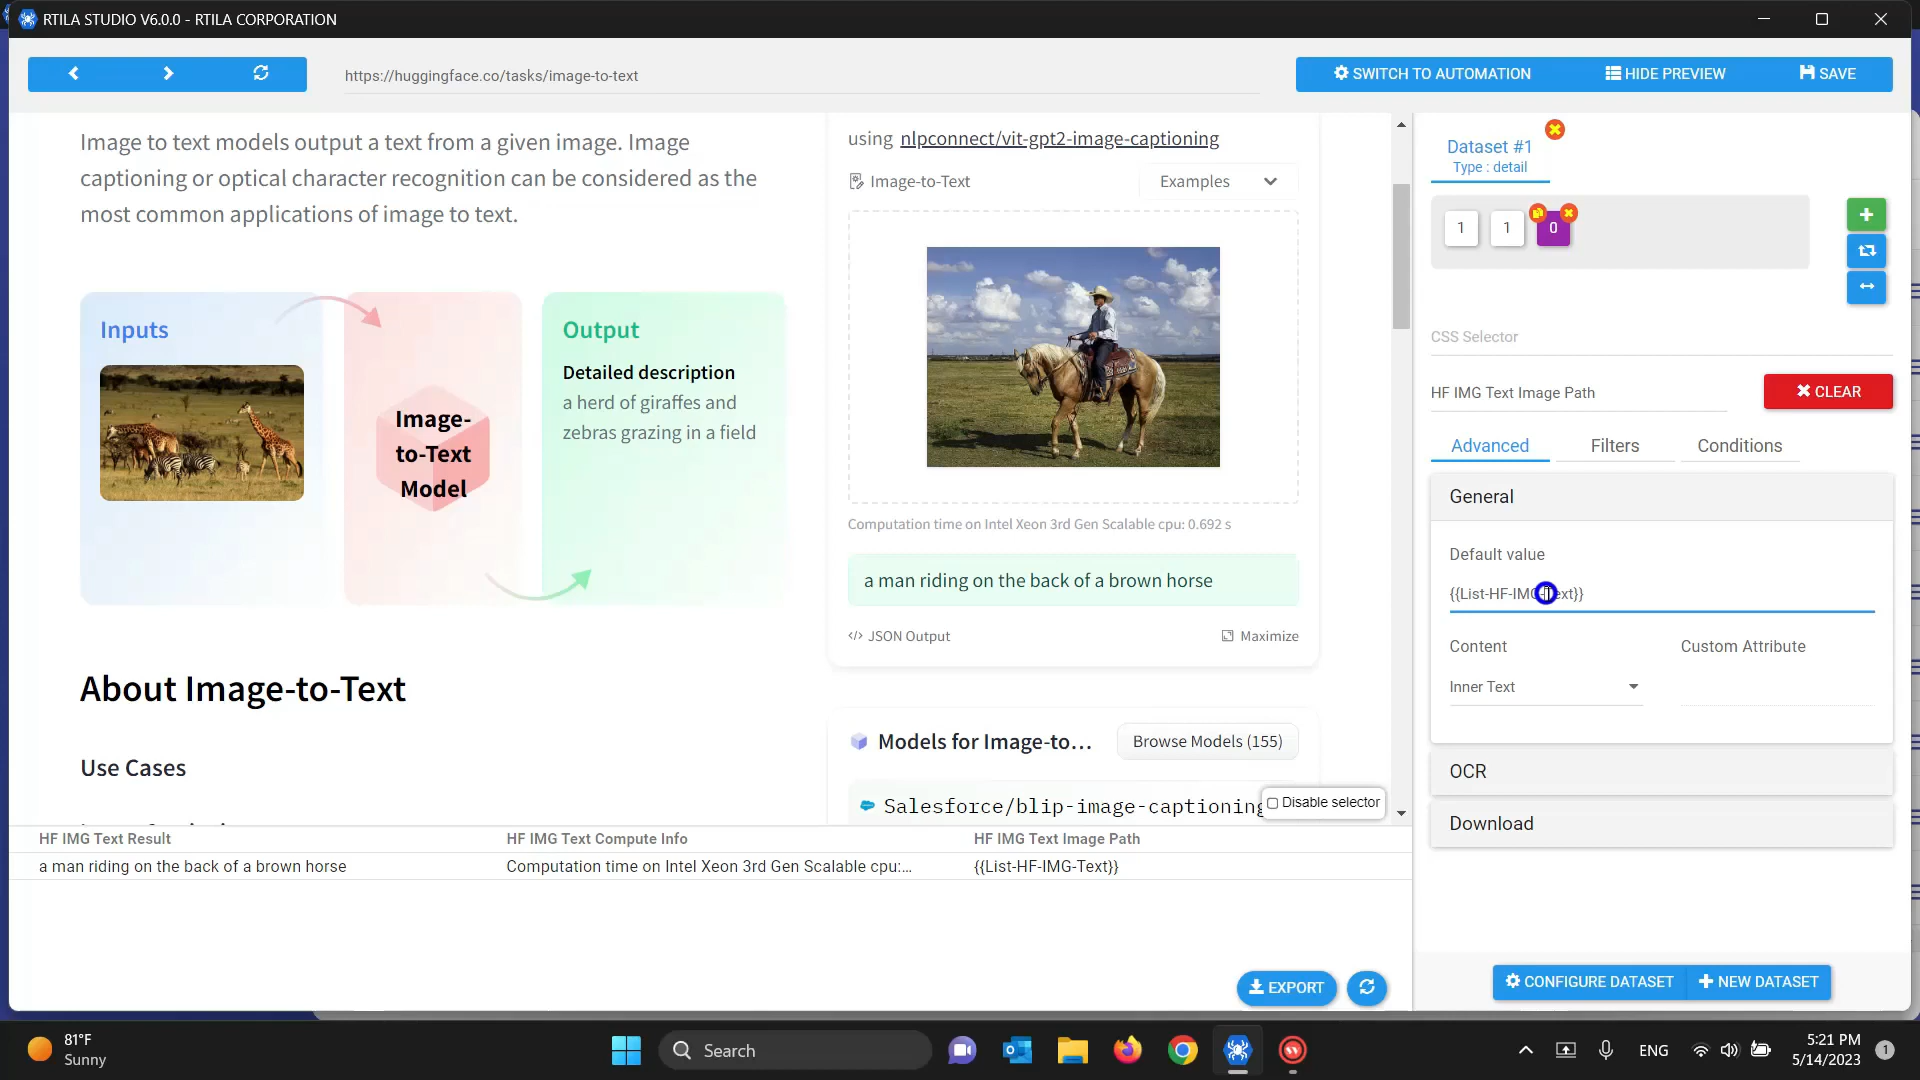 RTILA STUDIO V6.0.0 - RTILA CORPORATION
https://huggingface.co/tasks/image-to-text
SWITCH TO AUTOMATION
HIDE PREVIEW
SAVE
Image to text models output a text from a given image. Image
captioning or optical character recognition can be considered as the
most common applications of image to text.
Inputs
Image-
to-Text
Model
Output
Detailed description
a herd of giraffes and
zebras grazing in a field
About Image-to-Text
Use Cases
using nlpconnect/vit-gpt2-image-captioning
Image-to-Text
Examples
Computation time on Intel Xeon 3rd Gen Scalable cpu: 0.692 s
a man riding on the back of a brown horse
</> JSON Output
Maximize
Models for Image-to...
Browse Models (155)
Salesforce/blip-image-captioning
Disable selector
HF IMG Text Result
HF IMG Text Compute Info
HF IMG Text Image Path
a man riding on the back of a brown horse
Computation time on Intel Xeon 3rd Gen Scalable cpu:...
{{List-HF-IMG-Text}}
EXPORT
Dataset #1
Type : detail
1
1
0
CSS Selector
HF IMG Text Image Path
CLEAR
Advanced
Filters
Conditions
General
Default value
{{List-HF-IMG-Text}}
Content
Custom Attribute
Inner Text
OCR
Download
CONFIGURE DATASET
NEW DATASET
81°F
Sunny
Search
ENG
5:21 PM
5/14/2023
1